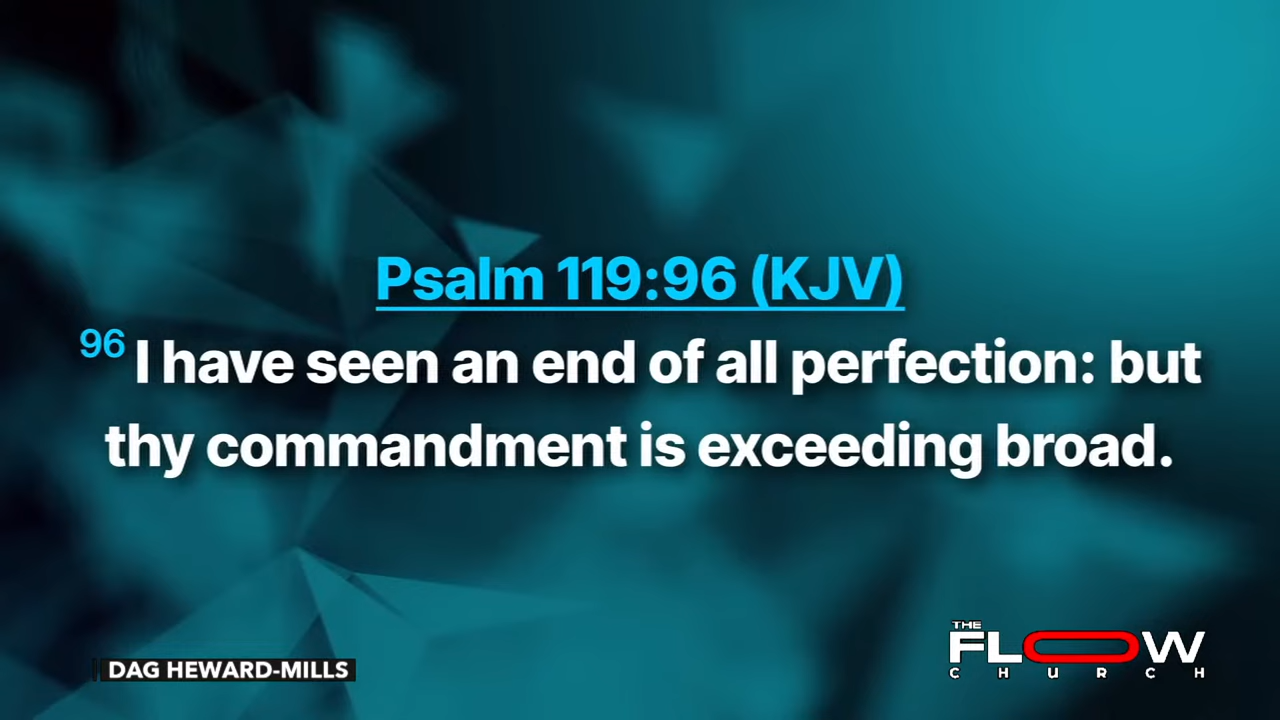 Psalm 119:96 (KJV)
96 I have seen an end of all perfection: but
thy commandment is exceeding broad.
DAG HEWARD-MILLS
THE
FLOW
CHURCH